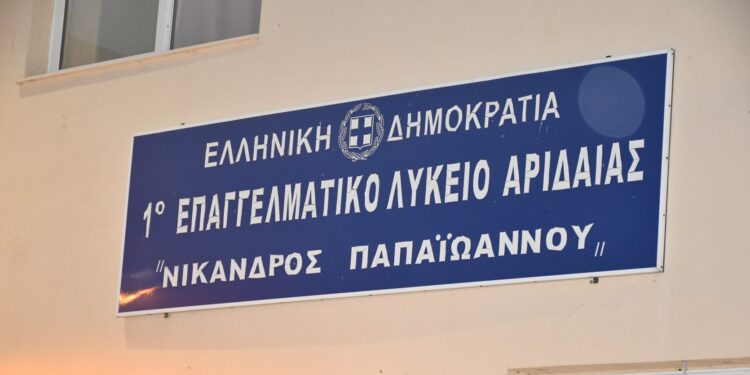 ΕΛΛΗΝΙΚΗ ΔΗΜΟΚΡΑΤΙΑ
1° ΕΠΑΓΓΕΛΜΑΤΙΚΟ ΛΥΚΕΙΟ ΑΡΙΔΑΙΑΣ
"ΝΙΚΑΝΔΡΟΣ ΠΑΠΑΪΩΑΝΝΟΥ"